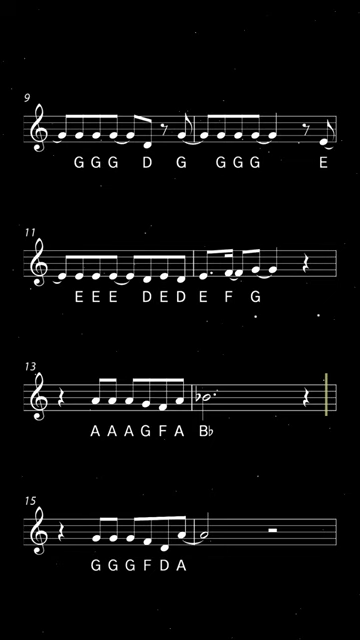 9
G G G D G G G G E
11
E E E D E D E F G
13
A A A G F A B♭
15
G G G F D A